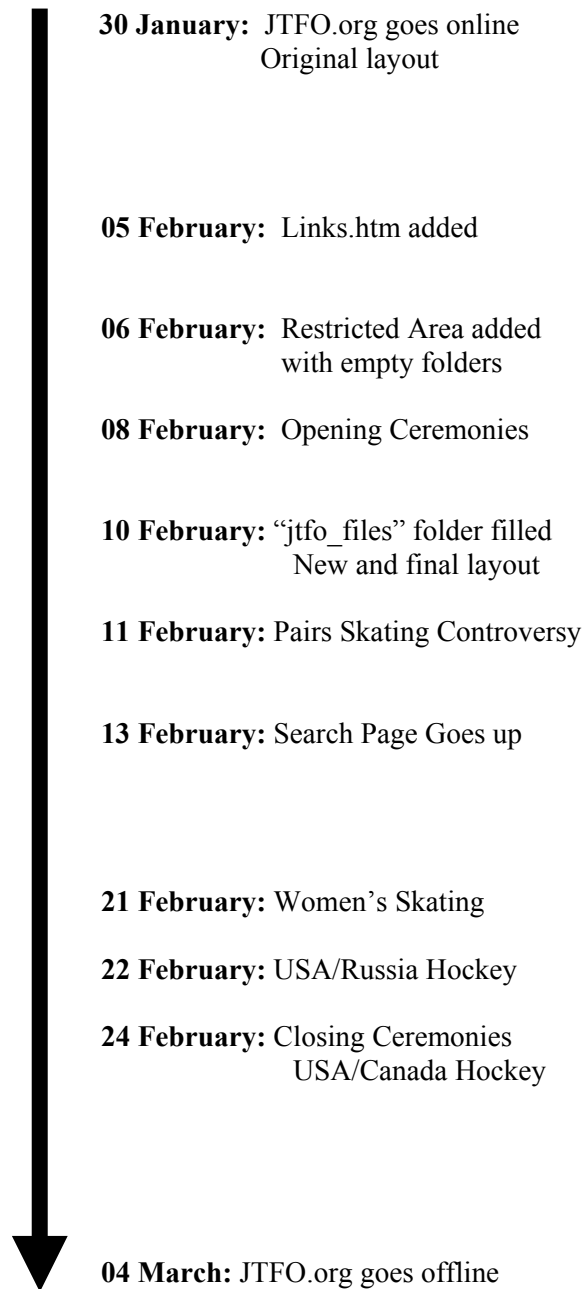 30 January: JTFO.org goes online
Original layout
05 February: Links.htm added
06 February: Restricted Area added
with empty folders
08 February: Opening Ceremonies
10 February: “jtfo_files” folder filled
New and final layout
11 February: Pairs Skating Controversy
13 February: Search Page Goes up
21 February: Women’s Skating
22 February: USA/Russia Hockey
24 February: Closing Ceremonies
USA/Canada Hockey
04 March: JTFO.org goes offline